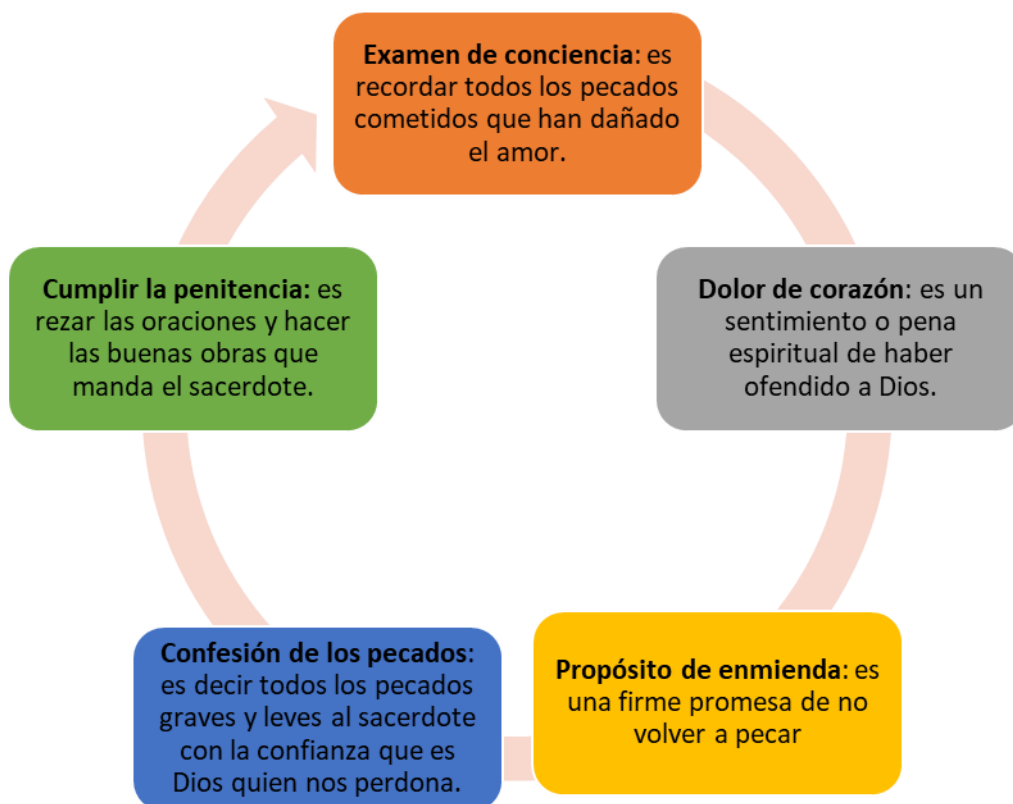 Examen de conciencia: es
recordar todos los pecados
cometidos que han dañado
el amor.
Dolor de corazón: es un
sentimiento o pena
espiritual de haber
ofendido a Dios.
Propósito de enmienda: es
una firme promesa de no
volver a pecar
Confesión de los pecados:
es decir todos los pecados
graves y leves al sacerdote
con la confianza que es
Dios quien nos perdona.
Cumplir la penitencia: es
rezar las oraciones y hacer
las buenas obras que
manda el sacerdote.